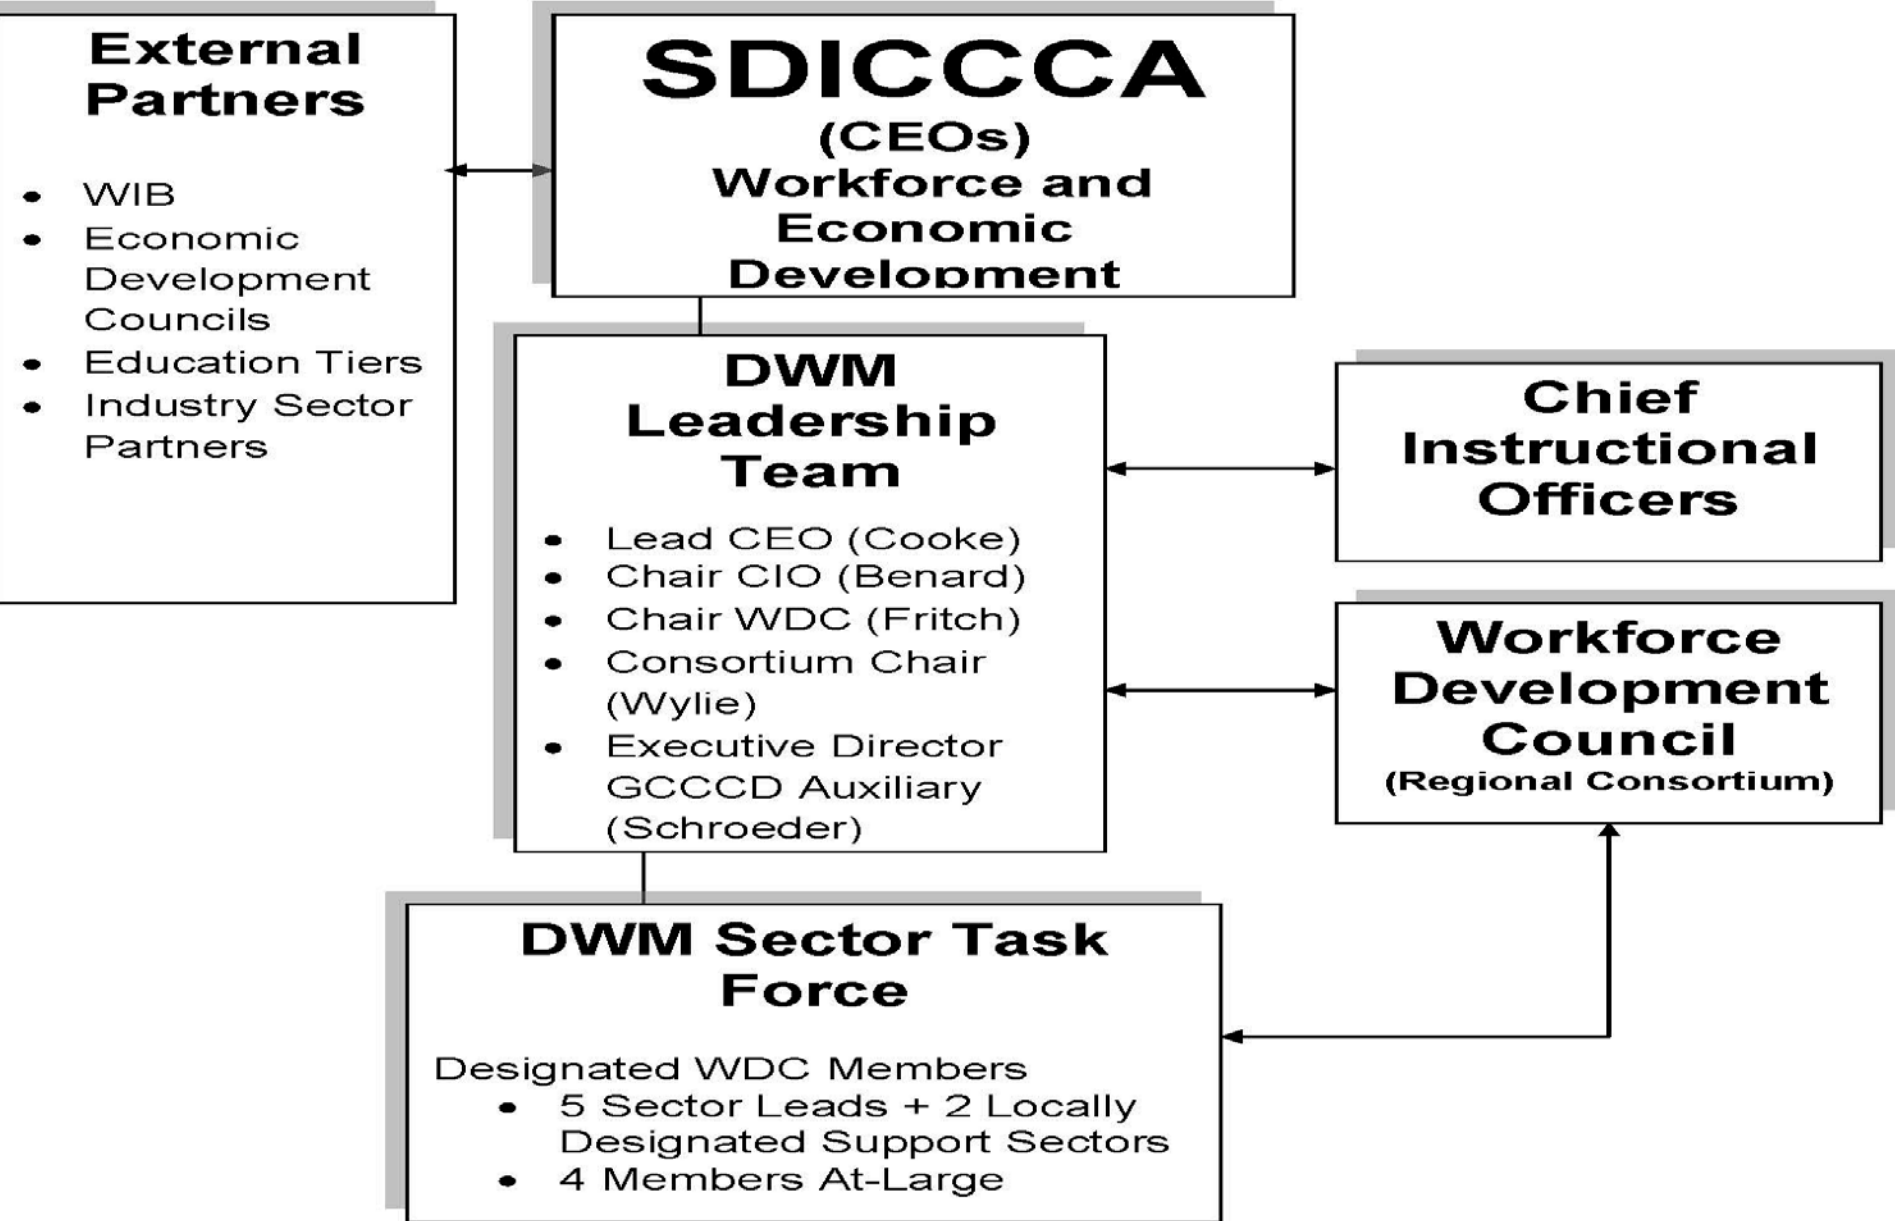 External
Partners
• WIB
• Economic
Development
Councils
• Education Tiers
• Industry Sector
Partners
SDICCCA
(CEOs)
Workforce and
Economic
Development
DWM
Leadership
Team
• Lead CEO (Cooke)
• Chair CIO (Benard)
• Chair WDC (Fritch)
• Consortium Chair
(Wylie)
• Executive Director
GCCCD Auxiliary
(Schroeder)
Chief
Instructional
Officers
Workforce
Development
Council
(Regional Consortium)
DWM Sector Task
Force
Designated WDC Members
• 5 Sector Leads + 2 Locally
Designated Support Sectors
• 4 Members At-Large